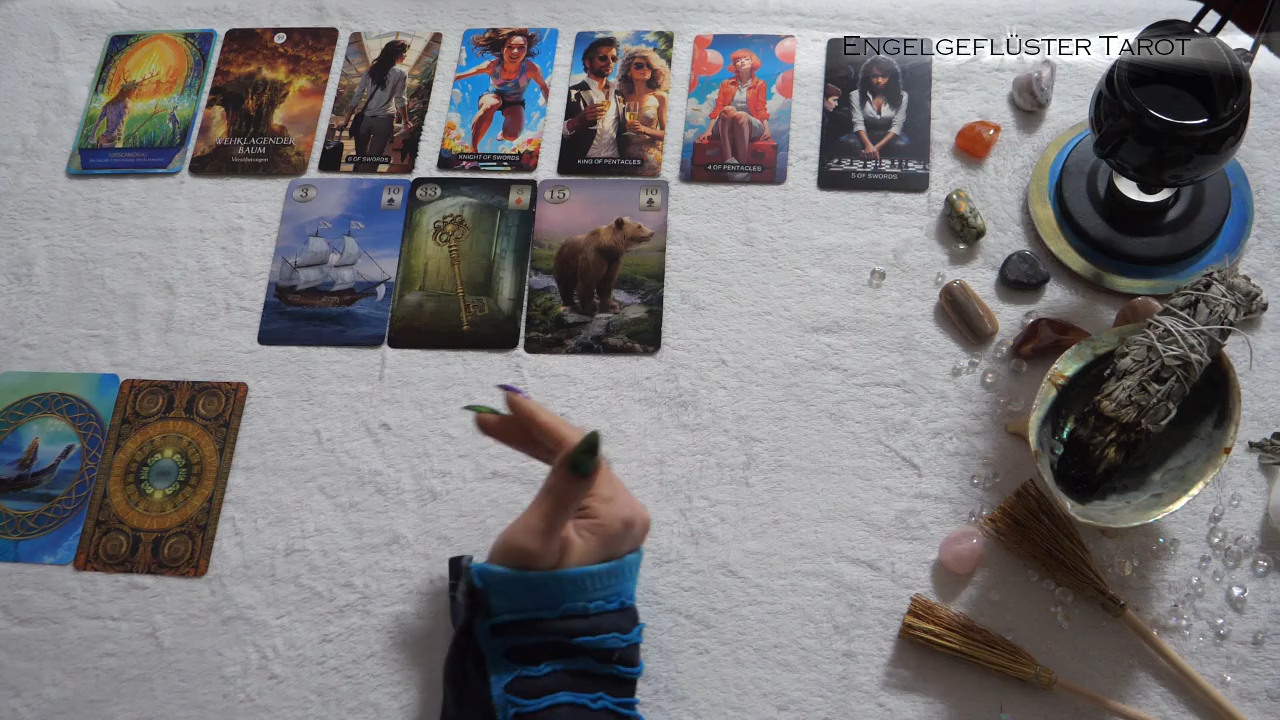 ENGELGEFLÜSTER TAROT
39
WEHKLAGENDER
BAUM
6 OF SWORDS
KNIGHT OF SWORDS
KING OF PENTACLES
4 OF PENTACLES
5 OF SWORDS
3 10
33 8
15 10